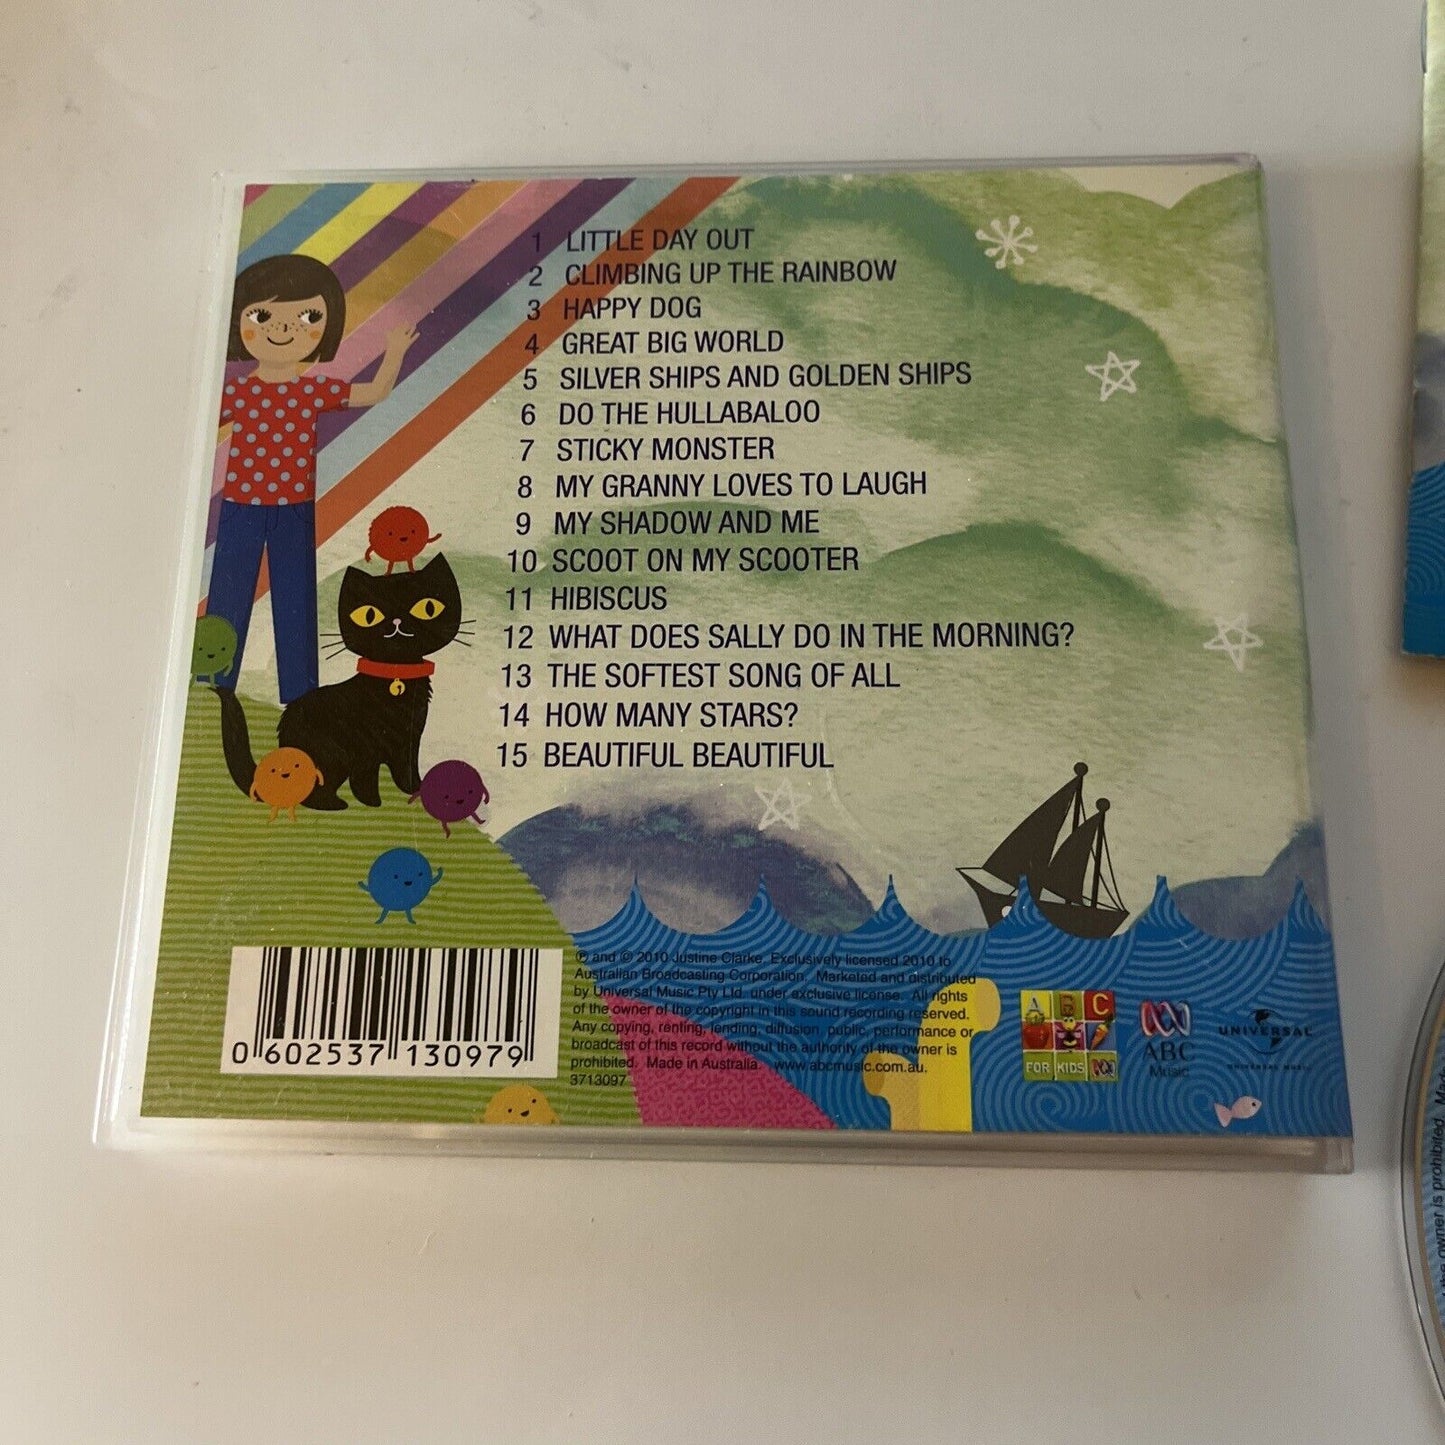 1 LITTLE DAY OUT
2 CLIMBING UP THE RAINBOW
3 HAPPY DOG
4 GREAT BIG WORLD
5 SILVER SHIPS AND GOLDEN SHIPS
6 DO THE HULLABALOO
7 STICKY MONSTER
8 MY GRANNY LOVES TO LAUGH
9 MY SHADOW AND ME
10 SCOOT ON MY SCOOTER
11 HIBISCUS
12 WHAT DOES SALLY DO IN THE MORNING?
13 THE SOFTEST SONG OF ALL
14 HOW MANY STARS?
15 BEAUTIFUL BEAUTIFUL
℗ and © 2010 Justine Clarke. Exclusively licensed 2010 to
Australian Broadcasting Corporation. Marketed and distributed
by Universal Music Pty Ltd. under exclusive license. All rights
of the owner of the copyright in this sound recording reserved.
Any copying, renting, lending, diffusion, public, performance or
broadcast of this record without the authority of the owner is
prohibited. Made in Australia. www.abcmusic.com.au.
3713097
0 602537 130979
A B C
FOR KIDS
ABC
Music
UNIVERSAL
UNIVERSAL MUSIC
the owner is prohibited. Made